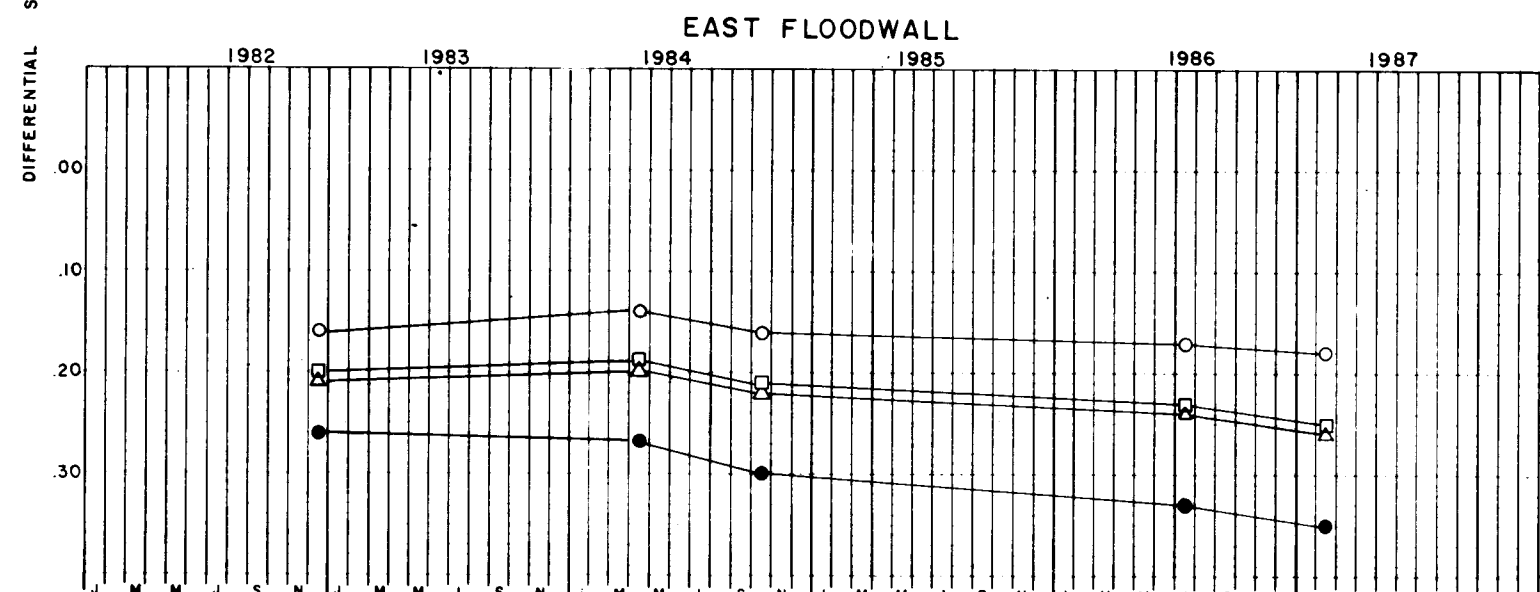 EAST FLOODWALL
1982 1983 1984 1985 1986 1987
DIFFERENTIAL S
.00
.10
.20
.30
J M M J S N J M M J S N